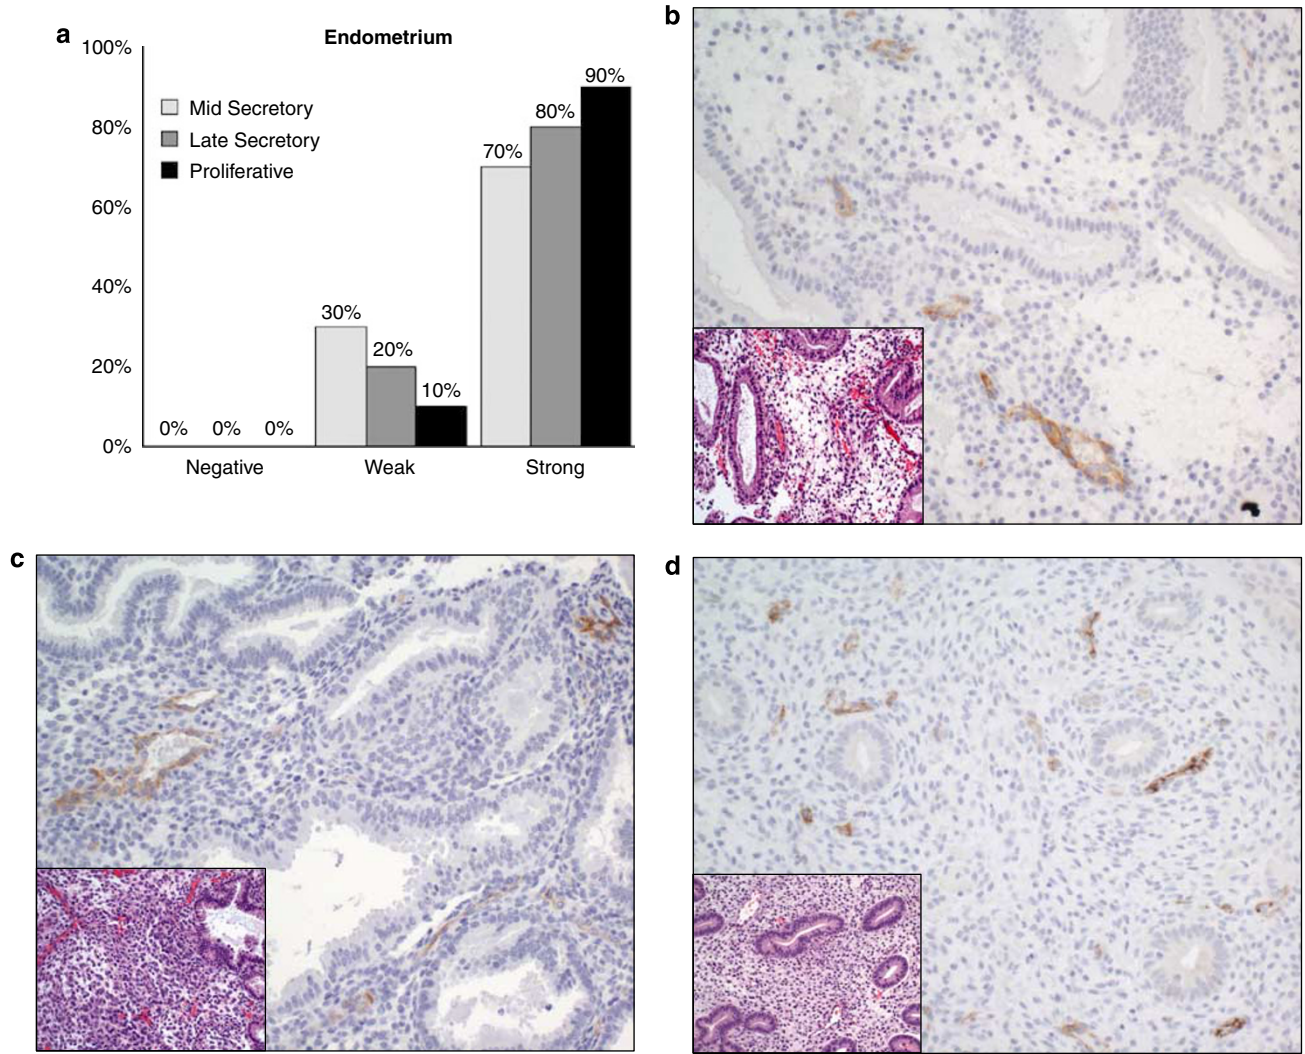 a
Endometrium
100%
80%
60%
40%
20%
0%
Mid Secretory
Late Secretory
Proliferative
0%
0%
0%
30%
20%
10%
70%
80%
90%
Negative
Weak
Strong
b
c
d